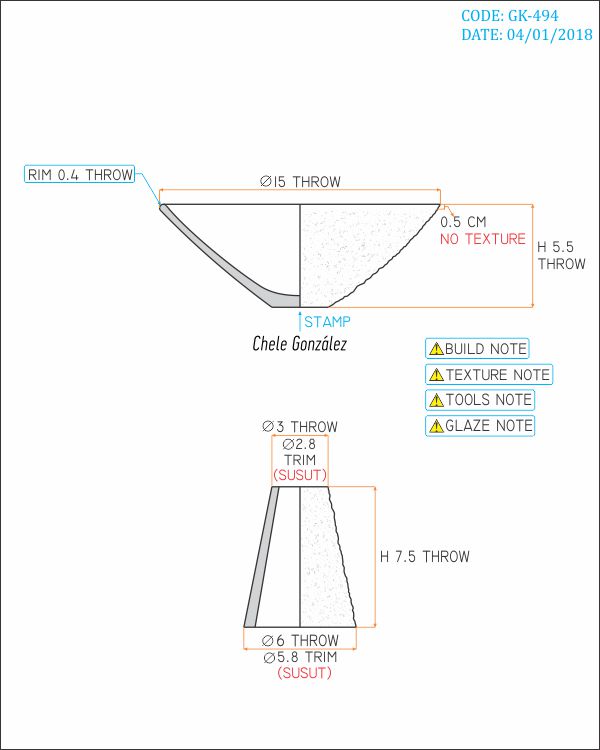 CODE: GK-494
DATE: 04/01/2018
RIM 0.4 THROW
∅15 THROW
0.5 CM
NO TEXTURE
H 5.5
THROW
STAMP
Chele González
BUILD NOTE
TEXTURE NOTE
TOOLS NOTE
GLAZE NOTE
∅3 THROW
∅2.8
TRIM
(SUSUT)
H 7.5 THROW
∅6 THROW
∅5.8 TRIM
(SUSUT)